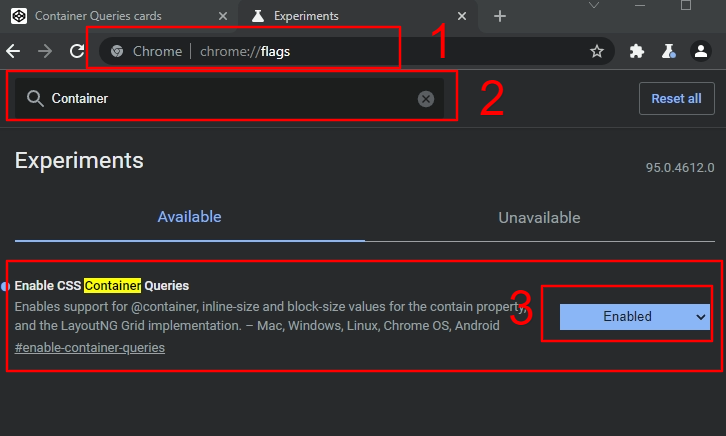 Container Queries cards
Experiments
1
Chrome chrome://flags
Container
2
Reset all
Experiments
95.0.4612.0
Available
Unavailable
Enable CSS Container Queries
Enables support for @container, inline-size and block-size values for the contain property,
and the LayoutNG Grid implementation. – Mac, Windows, Linux, Chrome OS, Android
#enable-container-queries
3
Enabled